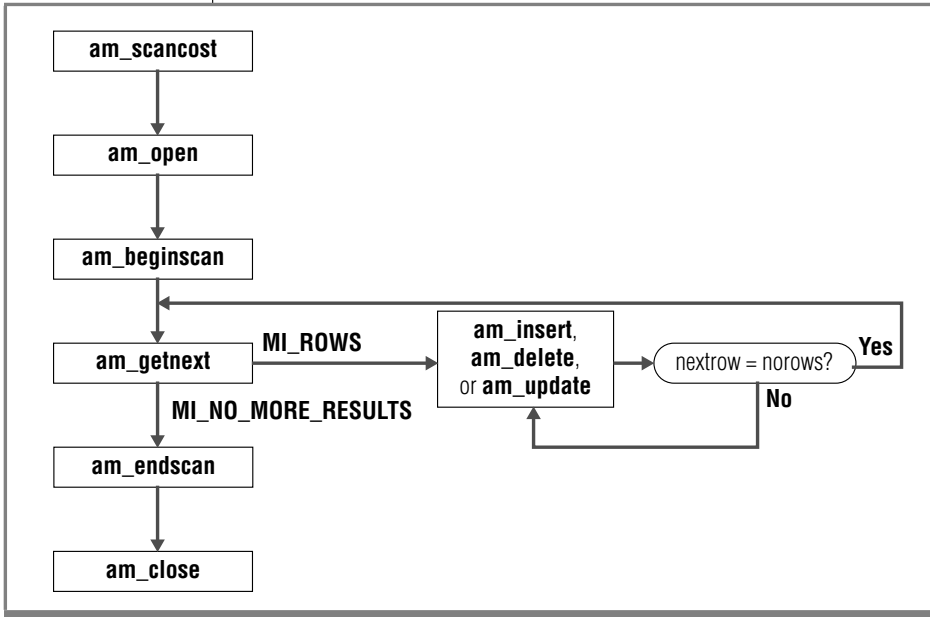 am_scancost
am_open
am_beginscan
am_getnext
MI_ROWS
am_insert,
am_delete,
or am_update
nextrow = norows?
Yes
No
MI_NO_MORE_RESULTS
am_endscan
am_close